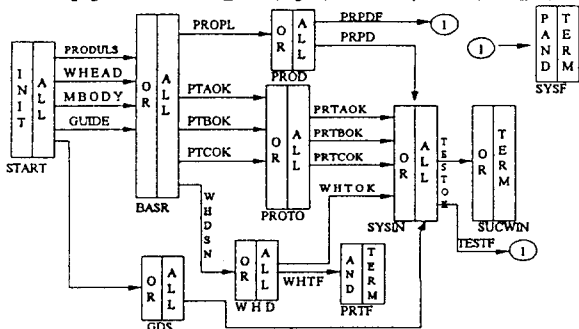 PROPL
PRPDF
1
OR ALL
PRPD
PROD
1
PAND TERM
SYSF
PRODULS
WHEAD
MBODY
GUIDE
INIT ALL
START
OR ALL
BASR
PTAOK
PTBOK
PTCOK
OR ALL
PROTO
PRTAOK
PRTBOK
PRTCOK
WHTOK
OR ALL
SYSIN
TESTOK
OR TERM
SUCWIN
TESTF
1
WHDSN
OR ALL
WHD
WHTF
AND TERM
PRTF
OR ALL
GDS